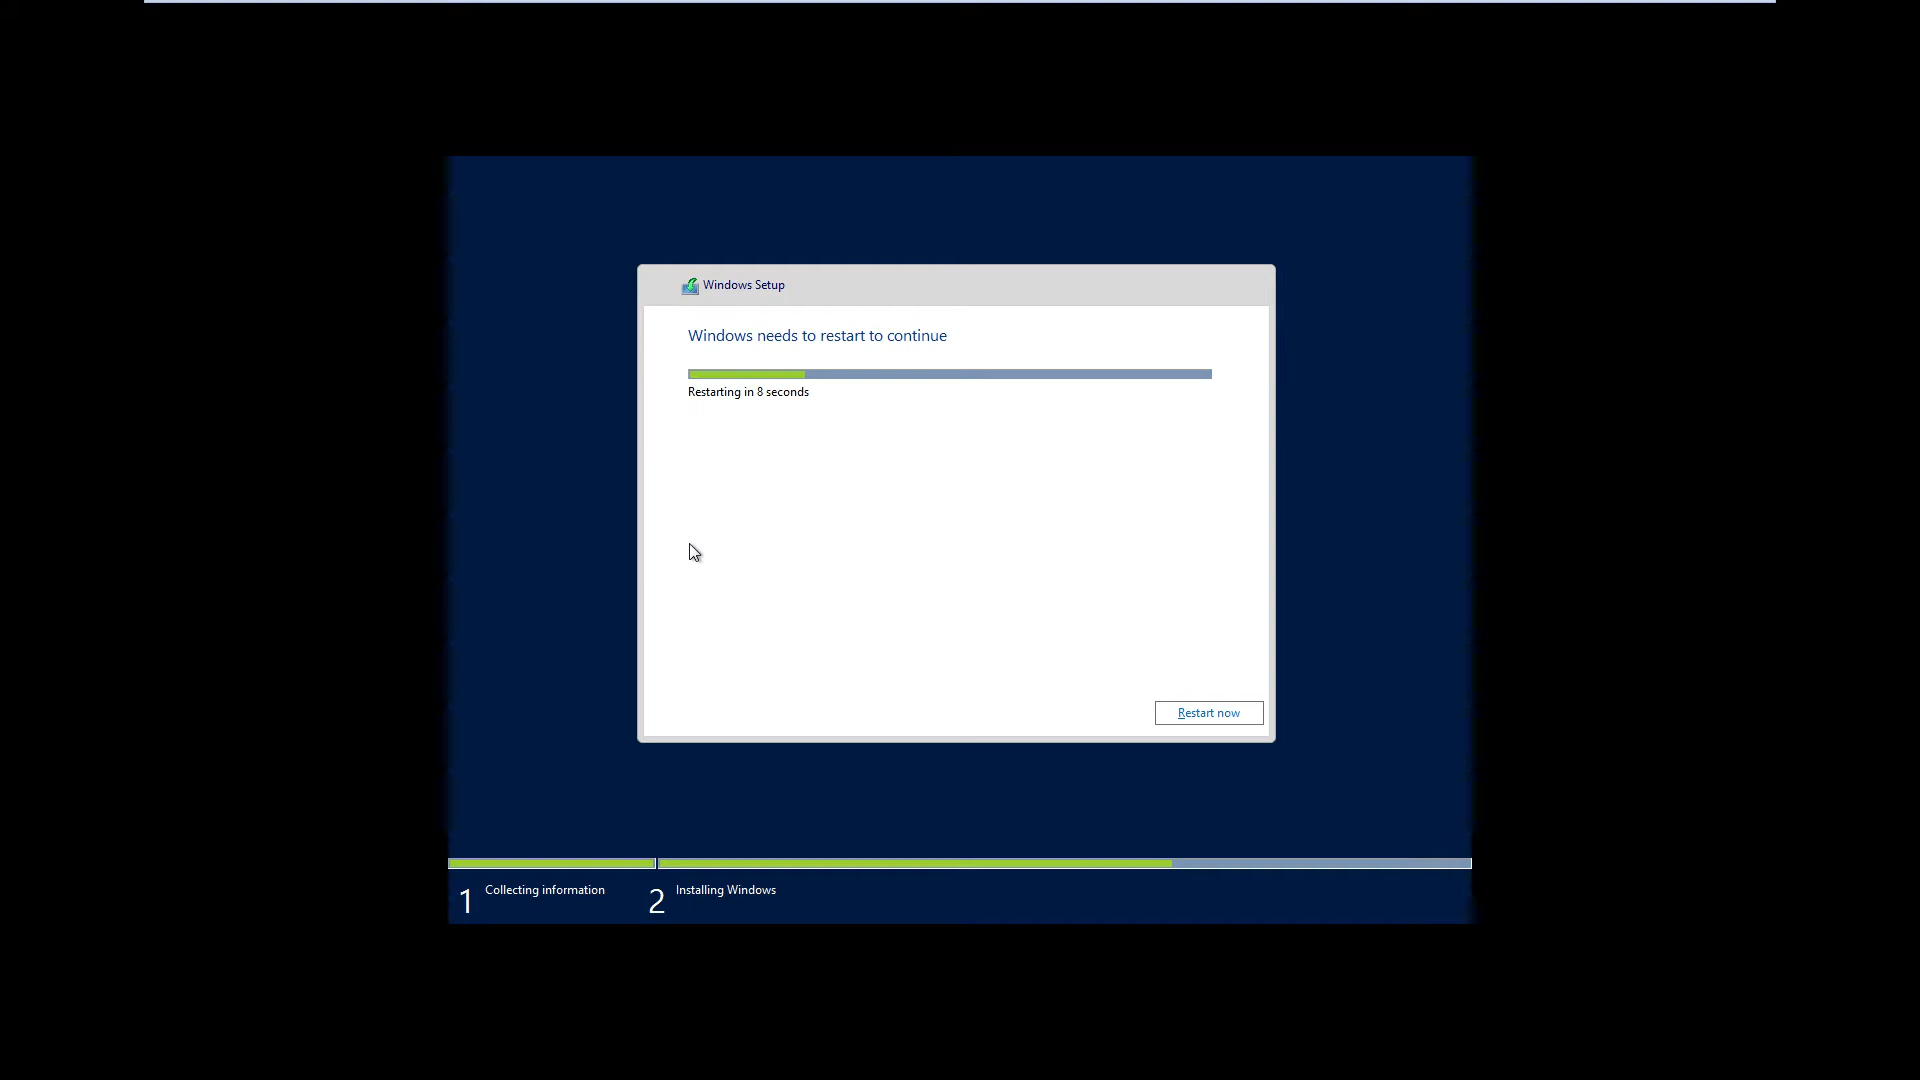 Windows Setup
Windows needs to restart to continue
Restarting in 8 seconds
Restart now
1 Collecting information
2 Installing Windows